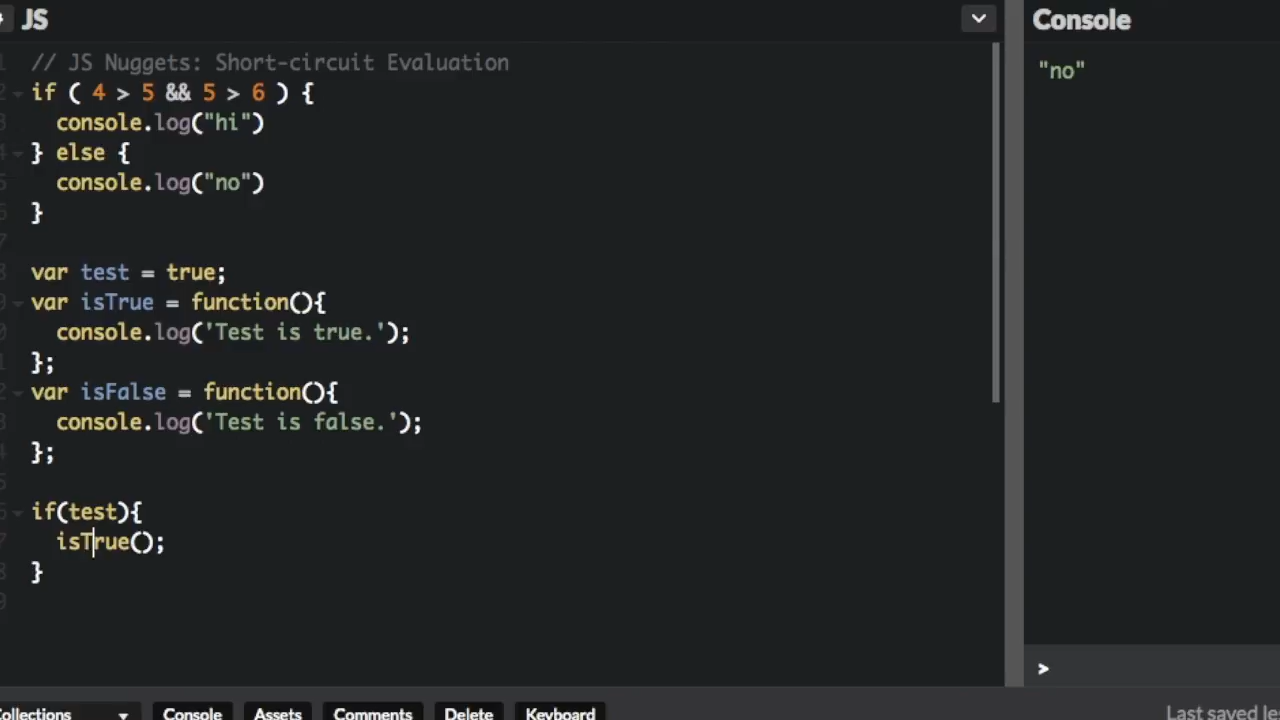 JS
// JS Nuggets: Short-circuit Evaluation
if ( 4 > 5 && 5 > 6 ) {
  console.log("hi")
} else {
  console.log("no")
}
var test = true;
var isTrue = function(){
  console.log('Test is true.');
};
var isFalse = function(){
  console.log('Test is false.');
};
if(test){
  isTrue();
}
Console
"no"
>
Collections
Console
Assets
Comments
Delete
Keyboard
Last saved